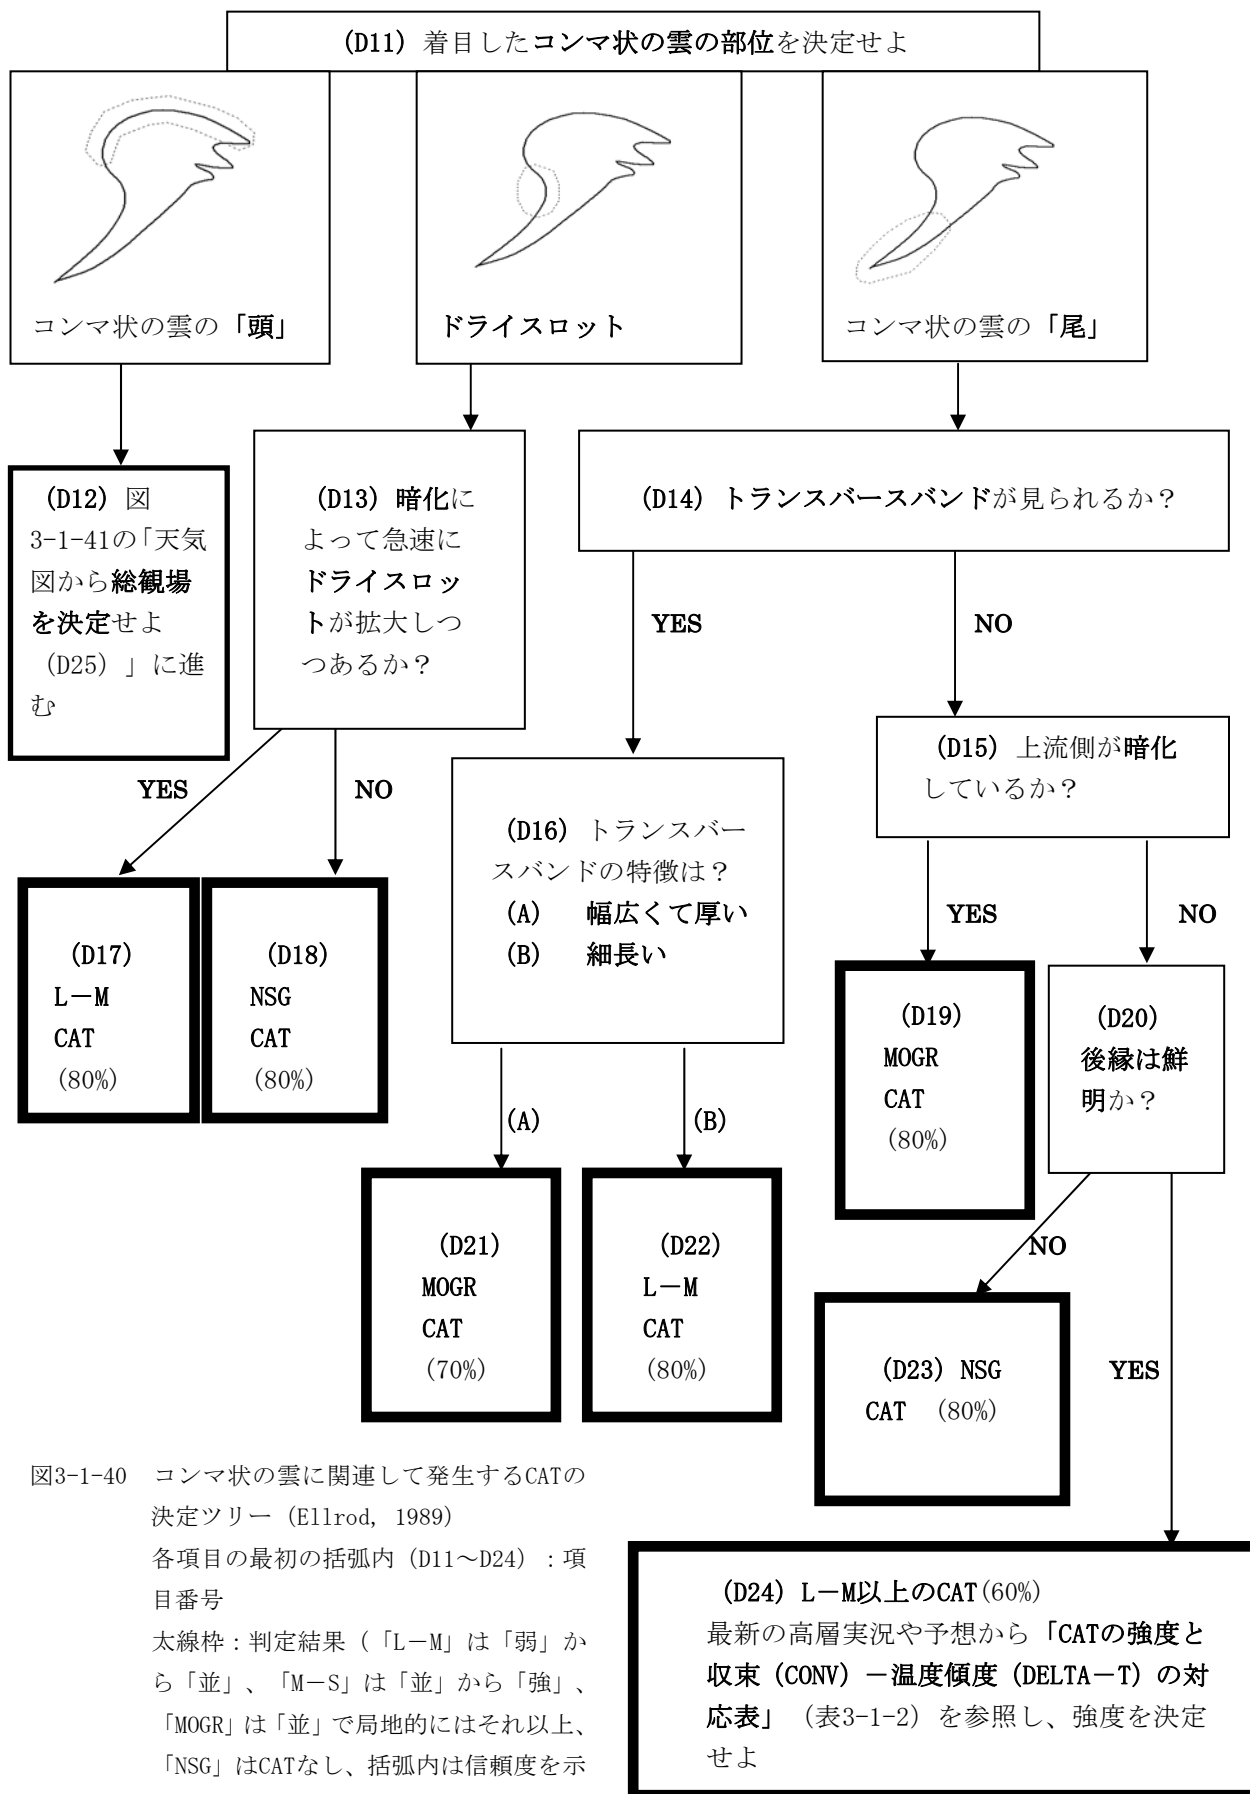 (D11) 着目したコンマ状の雲の部位を決定せよ
コンマ状の雲の「頭」
ドライスロット
コンマ状の雲の「尾」
(D12) 図
3-1-41の「天気
図から総観場
を決定せよ
（D25）」に進
む
(D13) 暗化に
よって急速に
ドライスロッ
トが拡大しつ
つあるか？
(D14) トランスバースバンドが見られるか？
YES
NO
(D15) 上流側が暗化
しているか？
YES
NO
(D16) トランスバー
スバンドの特徴は？
(A) 幅広くて厚い
(B) 細長い
YES
NO
(D17)
L－M
CAT
(80%)
(D18)
NSG
CAT
(80%)
(D19)
MOGR
CAT
(80%)
(D20)
後縁は鮮
明か？
(A)
(B)
(D21)
MOGR
CAT
(70%)
(D22)
L－M
CAT
(80%)
NO
YES
(D23) NSG
CAT (80%)
(D24) L－M以上のCAT(60%)
最新の高層実況や予想から「CATの強度と
収束（CONV）－温度傾度（DELTA－T）の対
応表」（表3-1-2）を参照し、強度を決定
せよ
図3-1-40 コンマ状の雲に関連して発生するCATの
決定ツリー（Ellrod, 1989）
各項目の最初の括弧内（D11～D24）：項
目番号
太線枠：判定結果（「L－M」は「弱」か
ら「並」、「M－S」は「並」から「強」、
「MOGR」は「並」で局地的にはそれ以上、
「NSG」はCATなし、括弧内は信頼度を示